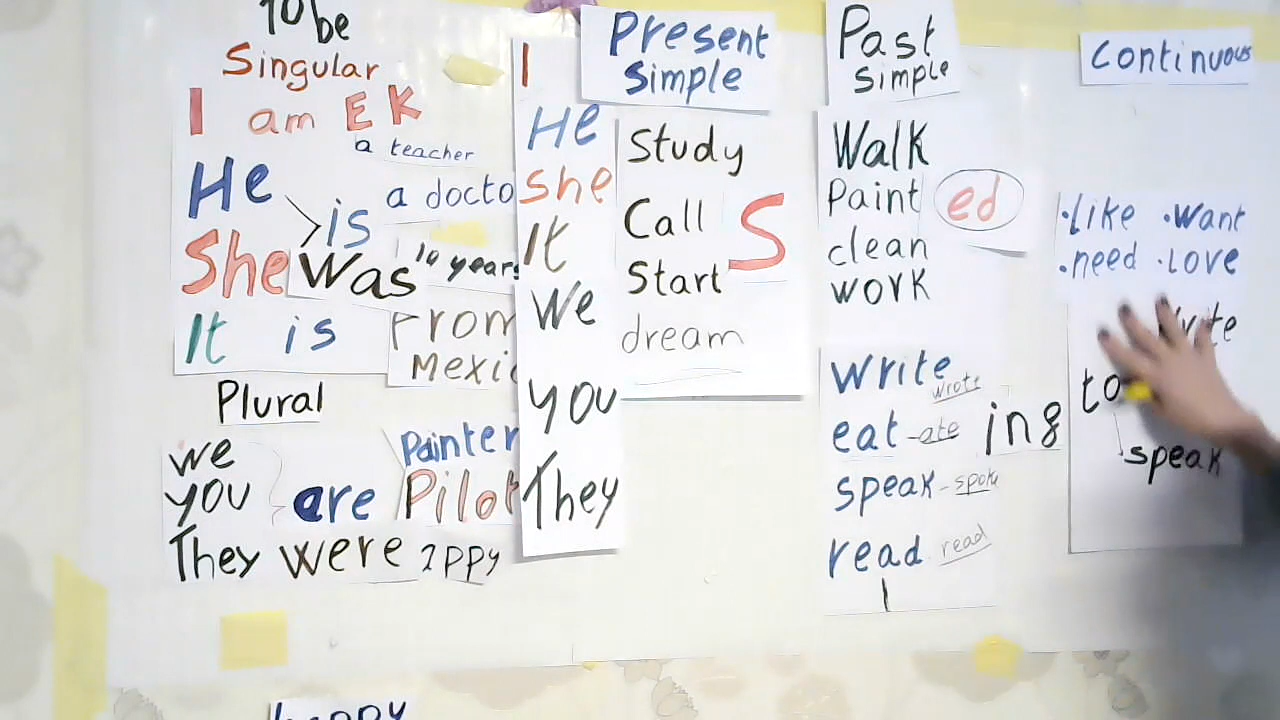 To be
Singular
I am EK
a teacher
He
is
a docto
She
was
10 years
It is
From
Mexic
Plural
we
you
are
They were
Painter
Pilot
ppy
I
He
She
It
We
you
They
Present
Simple
Study
Call
Start
dream
S
Past
Simple
Walk
Paint
clean
work
ed
write
wrote
eat - ate
speak - spoke
read read
ing
Continuous
•like •want
•need •Love
to
speak
happy